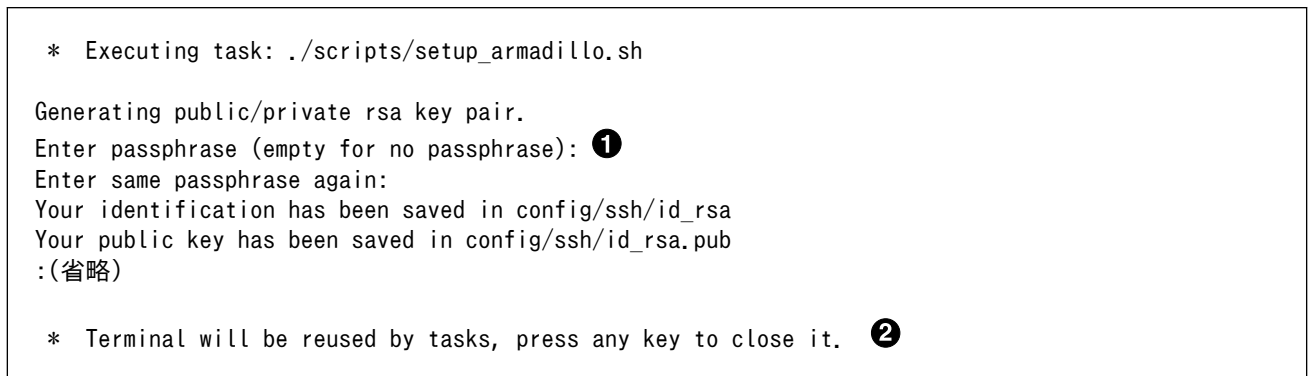 * Executing task: ./scripts/setup_armadillo.sh
Generating public/private rsa key pair.
Enter passphrase (empty for no passphrase): ❶
Enter same passphrase again:
Your identification has been saved in config/ssh/id_rsa
Your public key has been saved in config/ssh/id_rsa.pub
:(省略)
* Terminal will be reused by tasks, press any key to close it. ❷